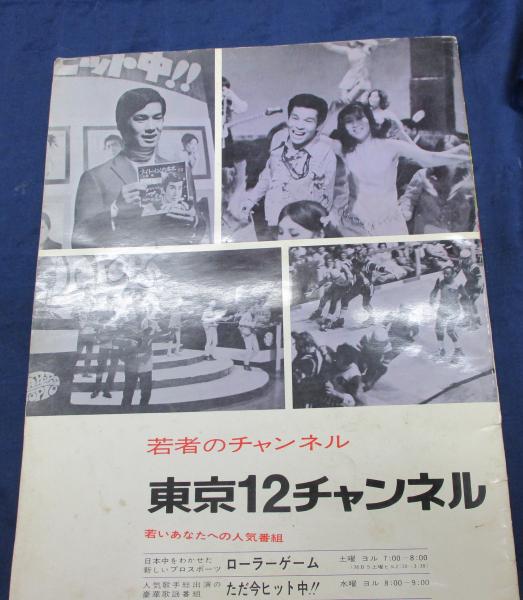 ニット中!!
若者のチャンネル
東京12チャンネル
若いあなたへの人気番組
日本中をわかせた
新しいプロスポーツ
ローラーゲーム
土曜 ヨル 7:00―8:00
人気歌手総出演の
豪華歌謡番組
ただ今ヒット中!!
水曜 ヨル 8:00―9:00